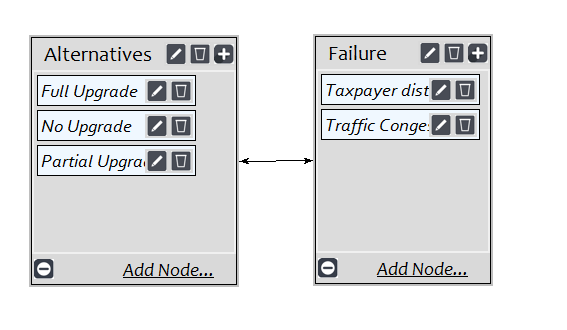 Alternatives
Full Upgrade
No Upgrade
Partial Upgra
Add Node...
Failure
Taxpayer dist
Traffic Conge
Add Node...